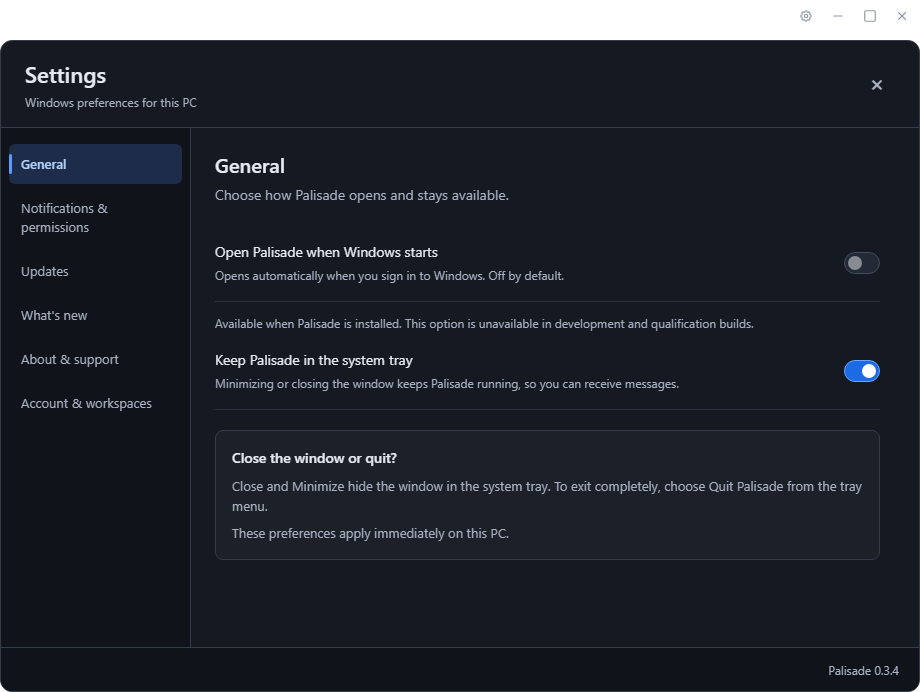 Settings
Windows preferences for this PC
General
Notifications &
permissions
Updates
What's new
About & support
Account & workspaces
General
Choose how Palisade opens and stays available.
Open Palisade when Windows starts
Opens automatically when you sign in to Windows. Off by default.
Available when Palisade is installed. This option is unavailable in development and qualification builds.
Keep Palisade in the system tray
Minimizing or closing the window keeps Palisade running, so you can receive messages.
Close the window or quit?
Close and Minimize hide the window in the system tray. To exit completely, choose Quit Palisade from the tray
menu.
These preferences apply immediately on this PC.
Palisade 0.3.4